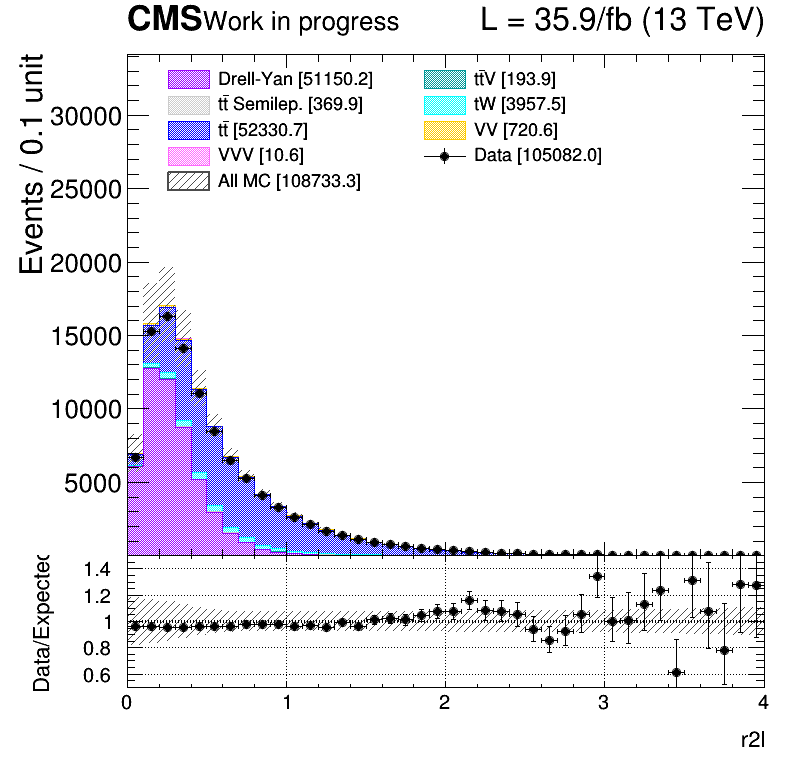 CMS Work in progress L = 35.9/fb (13 TeV)
Events / 0.1 unit
Drell-Yan [51150.2]
tt̄ Semilep. [369.9]
tt̄ [52330.7]
VVV [10.6]
All MC [108733.3]
tt̄V [193.9]
tW [3957.5]
VV [720.6]
Data [105082.0]
30000
25000
20000
15000
10000
5000
Data/Expected
1.4
1.2
1
0.8
0.6
0 1 2 3 4
r2l